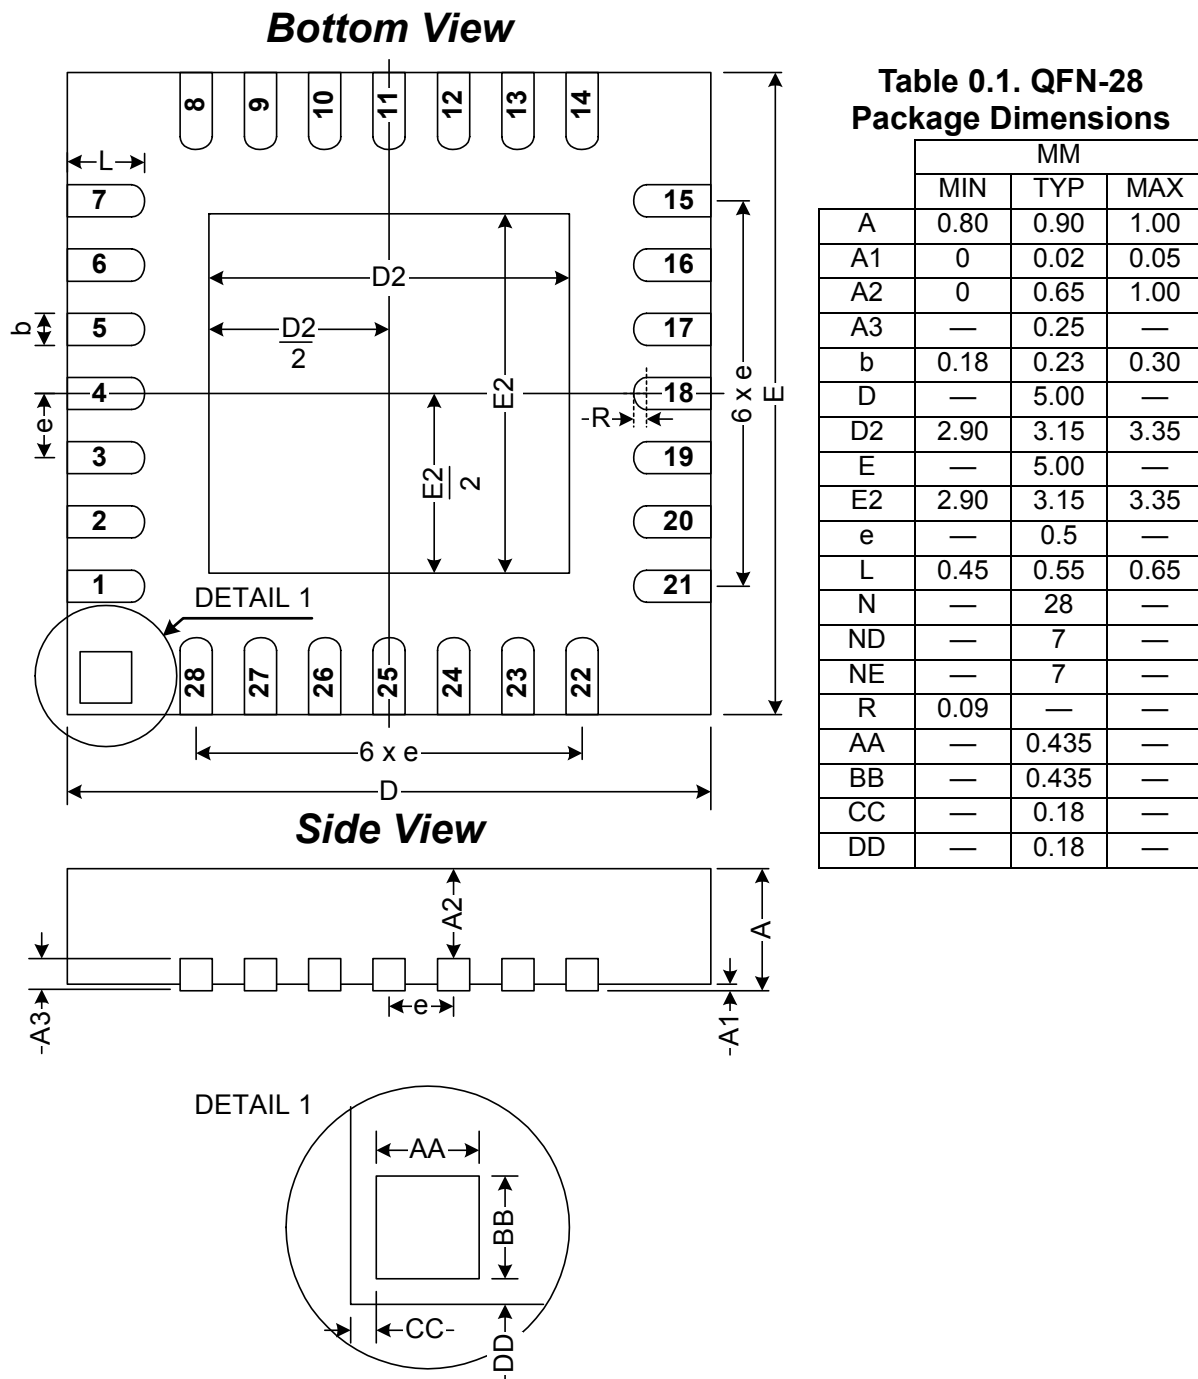 Bottom View
8 9 10 11 12 13 14
L
7 15
6 16
D2
5 17
b
D2
2
4 18
E2
R
6 x e
E
e
3 19
E2
2
2 20
1 21
DETAIL 1
28 27 26 25 24 23 22
6 x e
D
Side View
A2
A
e
A3
A1
DETAIL 1
AA
BB
CC
DD
Table 0.1. QFN-28
Package Dimensions
MM
MIN TYP MAX
A 0.80 0.90 1.00
A1 0 0.02 0.05
A2 0 0.65 1.00
A3 — 0.25 —
b 0.18 0.23 0.30
D — 5.00 —
D2 2.90 3.15 3.35
E — 5.00 —
E2 2.90 3.15 3.35
e — 0.5 —
L 0.45 0.55 0.65
N — 28 —
ND — 7 —
NE — 7 —
R 0.09 — —
AA — 0.435 —
BB — 0.435 —
CC — 0.18 —
DD — 0.18 —